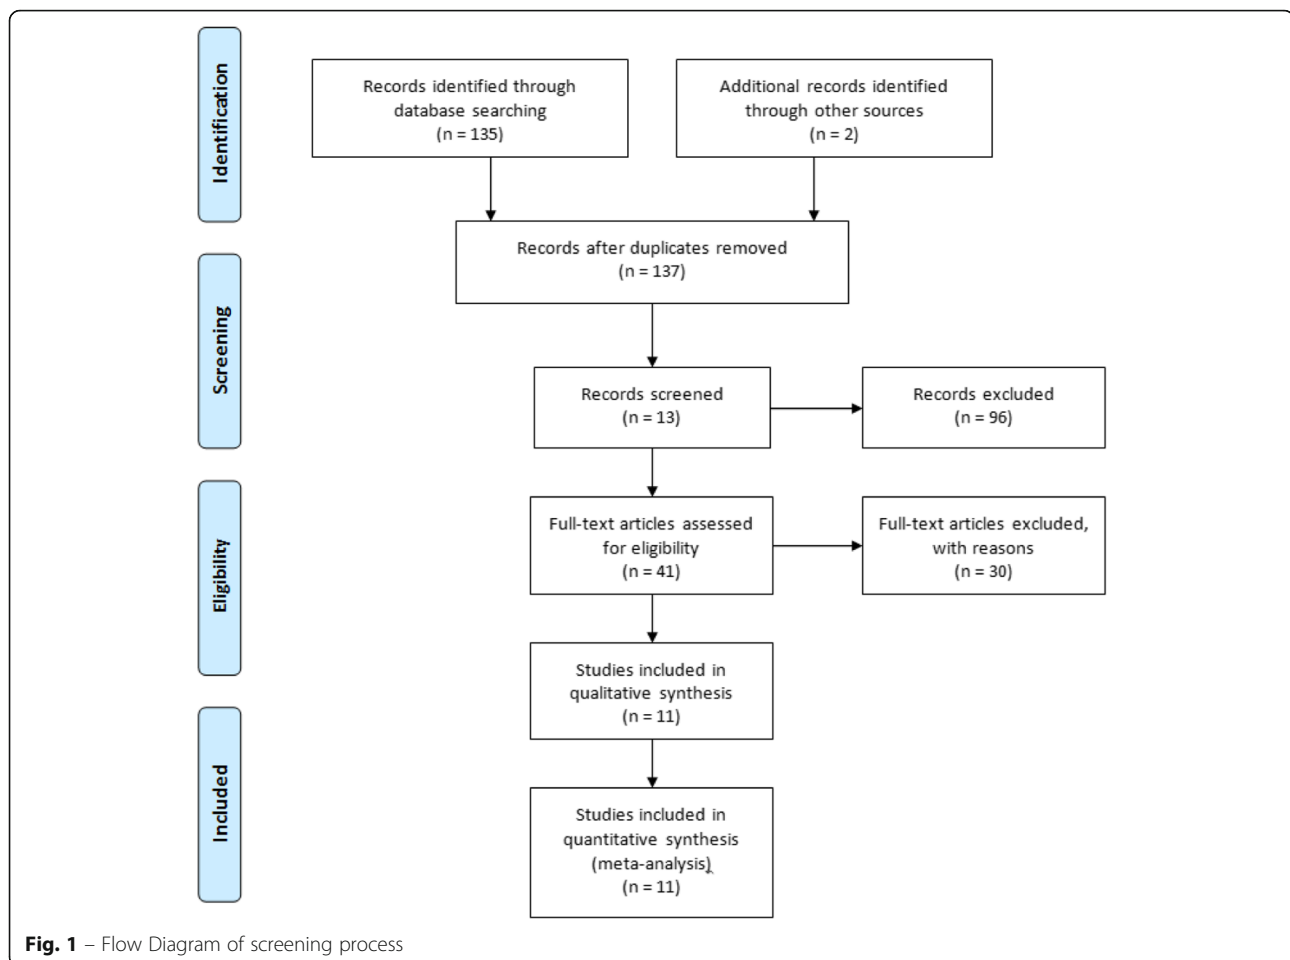 Identification
Records identified through
database searching
(n = 135)
Additional records identified
through other sources
(n = 2)
Records after duplicates removed
(n = 137)
Screening
Records screened
(n = 13)
Records excluded
(n = 96)
Eligibility
Full-text articles assessed
for eligibility
(n = 41)
Full-text articles excluded,
with reasons
(n = 30)
Studies included in
qualitative synthesis
(n = 11)
Included
Studies included in
quantitative synthesis
(meta-analysis)
(n = 11)
Fig. 1 – Flow Diagram of screening process